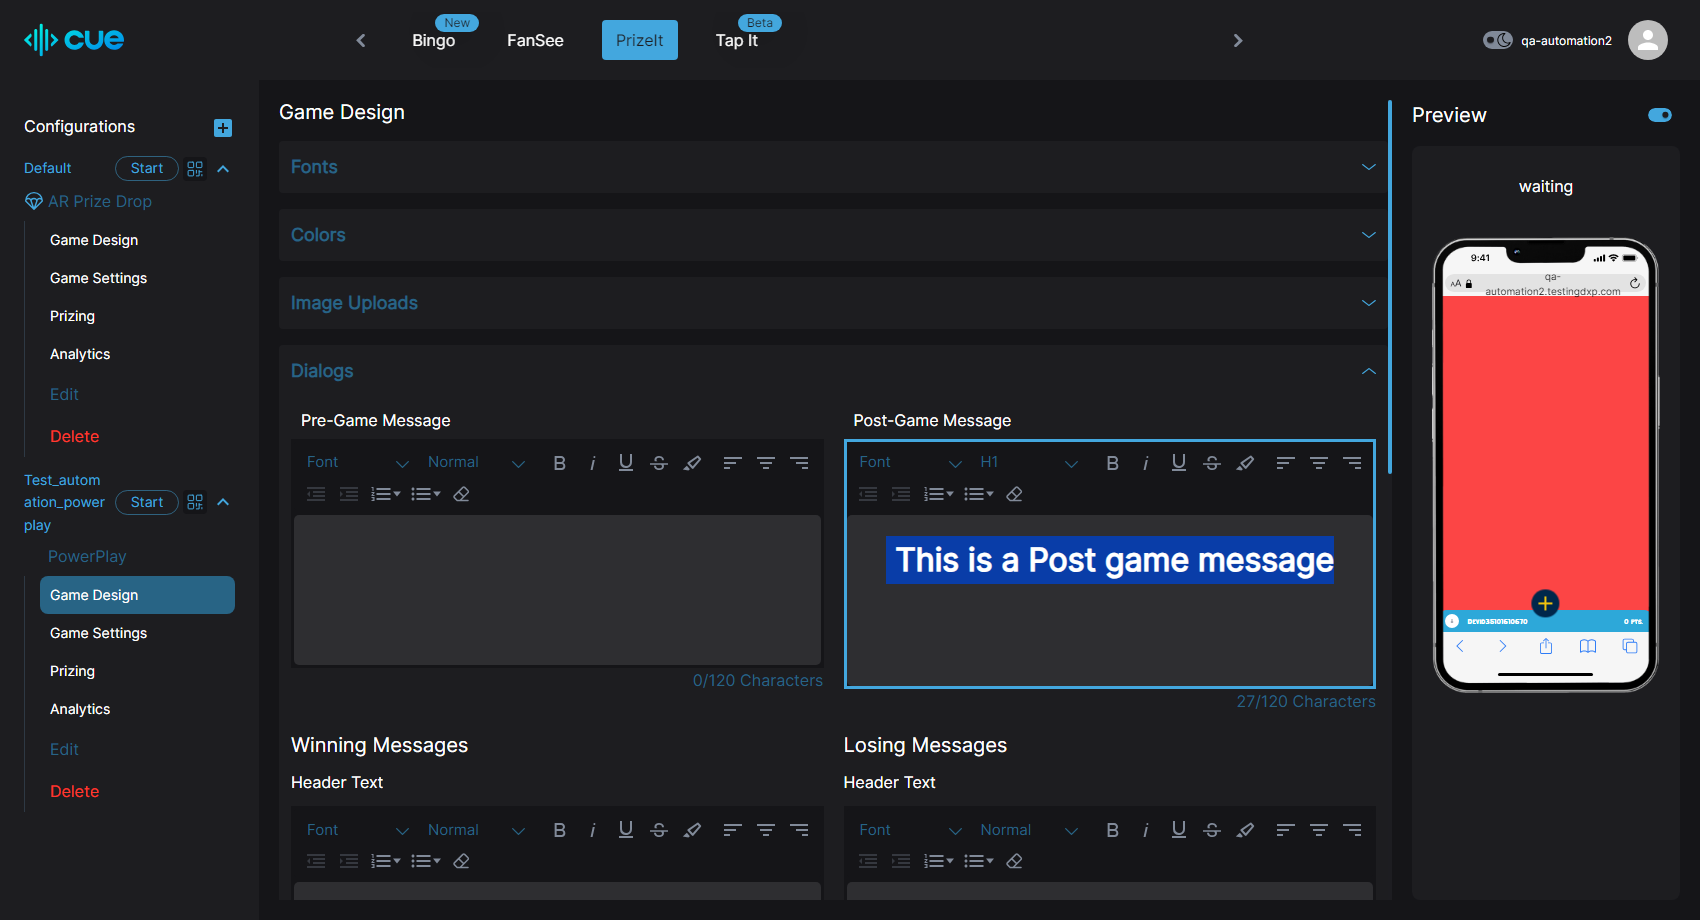 cue
New
Bingo
FanSee
PrizeIt
Beta
Tap It
qa-automation2
Configurations
Default
Start
AR Prize Drop
Game Design
Game Settings
Prizing
Analytics
Edit
Delete
Test_autom
ation_power
play
Start
PowerPlay
Game Design
Game Settings
Prizing
Analytics
Edit
Delete
Game Design
Fonts
Colors
Image Uploads
Dialogs
Pre-Game Message
Font
Normal
B i U S
0/120 Characters
Post-Game Message
Font
H1
B i U S
This is a Post game message
27/120 Characters
Winning Messages
Header Text
Font
Normal
B i U S
Losing Messages
Header Text
Font
Normal
B i U S
Preview
waiting
9:41
AA
qa-
automation2.testingdxp.com
0 PTS.